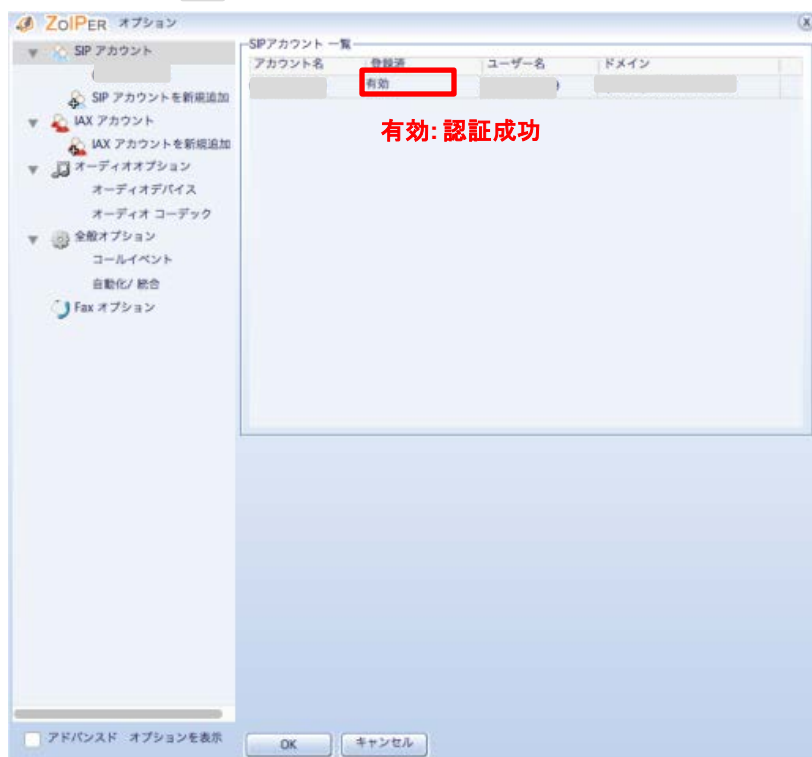 ZOIPER オプション
SIP アカウント
SIP アカウントを新規追加
IAX アカウント
IAX アカウントを新規追加
オーディオオプション
オーディオデバイス
オーディオ コーデック
全般オプション
コールイベント
自動化/ 統合
Fax オプション
アドバンスド オプションを表示
SIPアカウント 一覧
アカウント名 登録済 ユーザー名 ドメイン
有効
有効: 認証成功
OK キャンセル